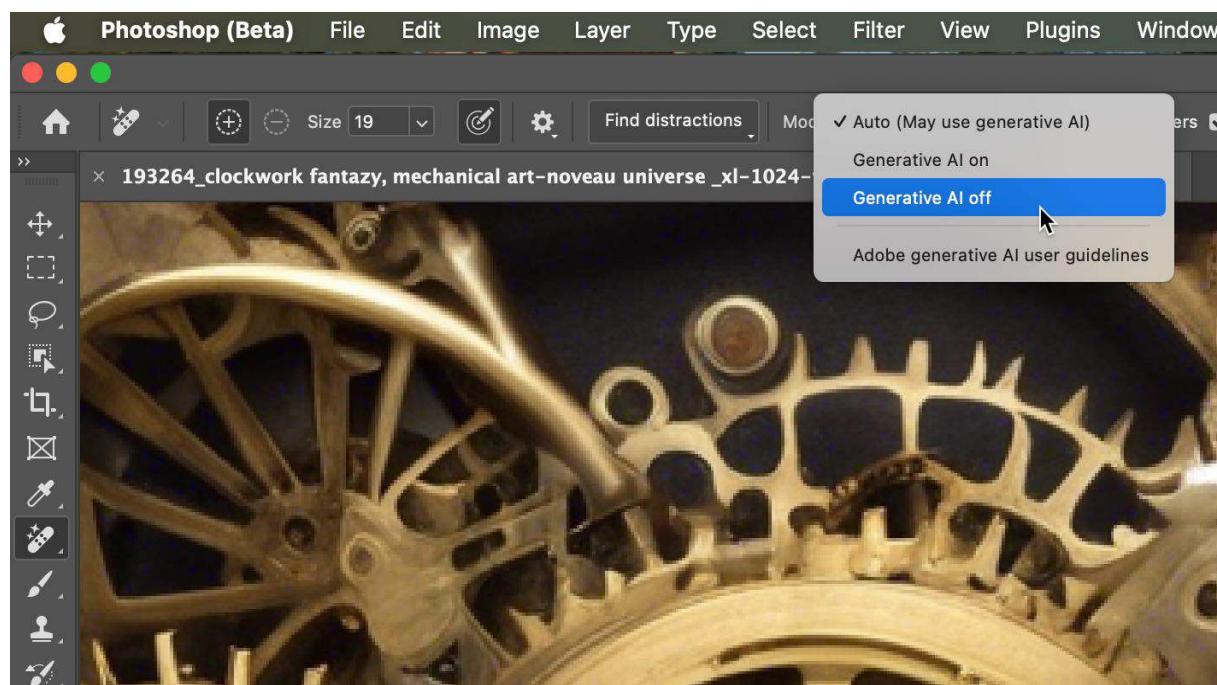 Photoshop (Beta) File Edit Image Layer Type Select Filter View Plugins Window
Size 19 Find distractions Mod ers
✓ Auto (May use generative AI)
Generative AI on
Generative AI off
Adobe generative AI user guidelines
× 193264_clockwork fantazy, mechanical art-noveau universe _xl-1024-